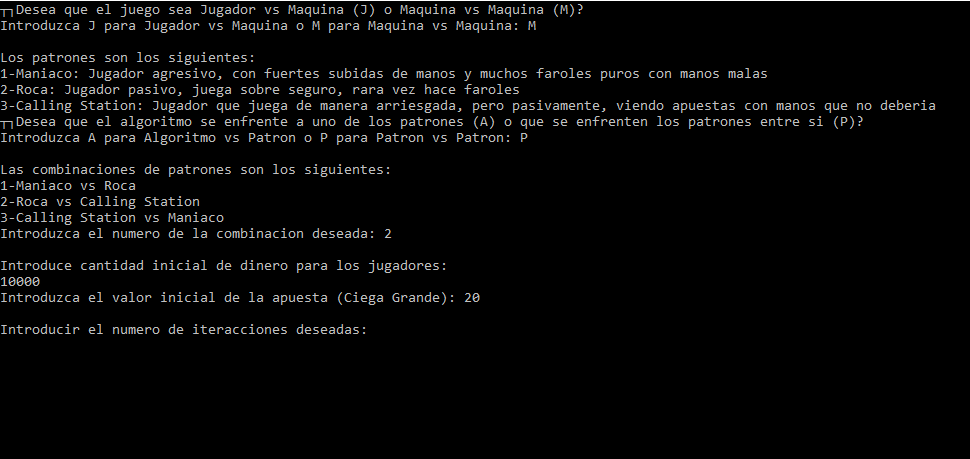 ┬┐Desea que el juego sea Jugador vs Maquina (J) o Maquina vs Maquina (M)?
Introduzca J para Jugador vs Maquina o M para Maquina vs Maquina: M
Los patrones son los siguientes:
1-Maniaco: Jugador agresivo, con fuertes subidas de manos y muchos faroles puros con manos malas
2-Roca: Jugador pasivo, juega sobre seguro, rara vez hace faroles
3-Calling Station: Jugador que juega de manera arriesgada, pero pasivamente, viendo apuestas con manos que no deberia
┬┐Desea que el algoritmo se enfrente a uno de los patrones (A) o que se enfrenten los patrones entre si (P)?
Introduzca A para Algoritmo vs Patron o P para Patron vs Patron: P
Las combinaciones de patrones son los siguientes:
1-Maniaco vs Roca
2-Roca vs Calling Station
3-Calling Station vs Maniaco
Introduzca el numero de la combinacion deseada: 2
Introduce cantidad inicial de dinero para los jugadores:
10000
Introduzca el valor inicial de la apuesta (Ciega Grande): 20
Introducir el numero de iteracciones deseadas: